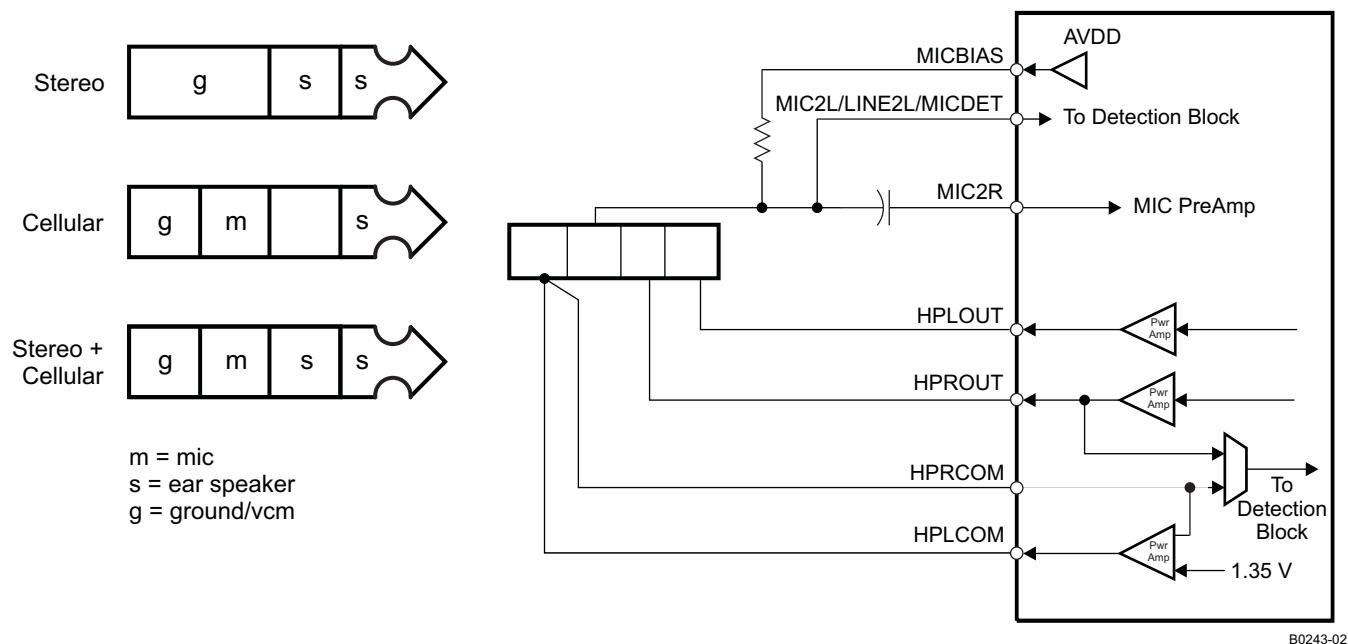 Stereo
g s s
Cellular
g m s
Stereo +
Cellular
g m s s
m = mic
s = ear speaker
g = ground/vcm
AVDD
MICBIAS
MIC2L/LINE2L/MICDET
To Detection Block
MIC2R
MIC PreAmp
HPLOUT
Pwr
Amp
HPROUT
Pwr
Amp
HPRCOM
To
Detection
Block
HPLCOM
Pwr
Amp
1.35 V
B0243-02